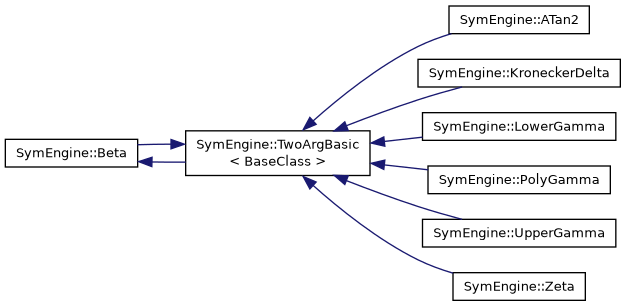 SymEngine::ATan2
SymEngine::KroneckerDelta
SymEngine::LowerGamma
SymEngine::TwoArgBasic
< BaseClass >
SymEngine::Beta
SymEngine::PolyGamma
SymEngine::UpperGamma
SymEngine::Zeta